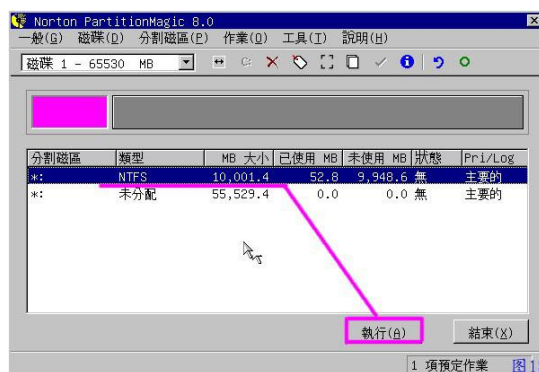 Norton PartitionMagic 8.0
一般(G) 磁碟(D) 分割磁區(P) 作業(O) 工具(T) 說明(H)
磁碟 1 - 65530 MB
分割磁區 類型 MB 大小 已使用 MB 未使用 MB 狀態 Pri/Log
*: NTFS 10,001.4 52.8 9,948.6 無 主要的
*: 未分配 55,529.4 0.0 0.0 無 主要的
執行(A) 結束(X)
1 項預定作業 图1